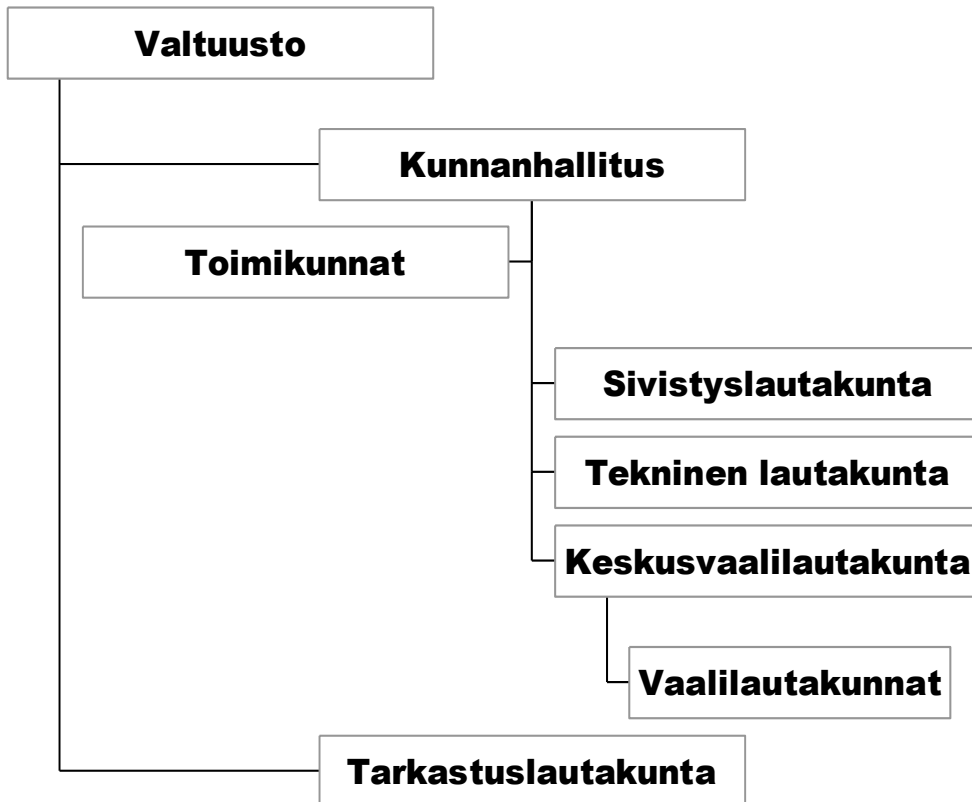 Valtuusto
Kunnanhallitus
Toimikunnat
Sivistyslautakunta
Tekninen lautakunta
Keskusvaalilautakunta
Vaalilautakunnat
Tarkastuslautakunta